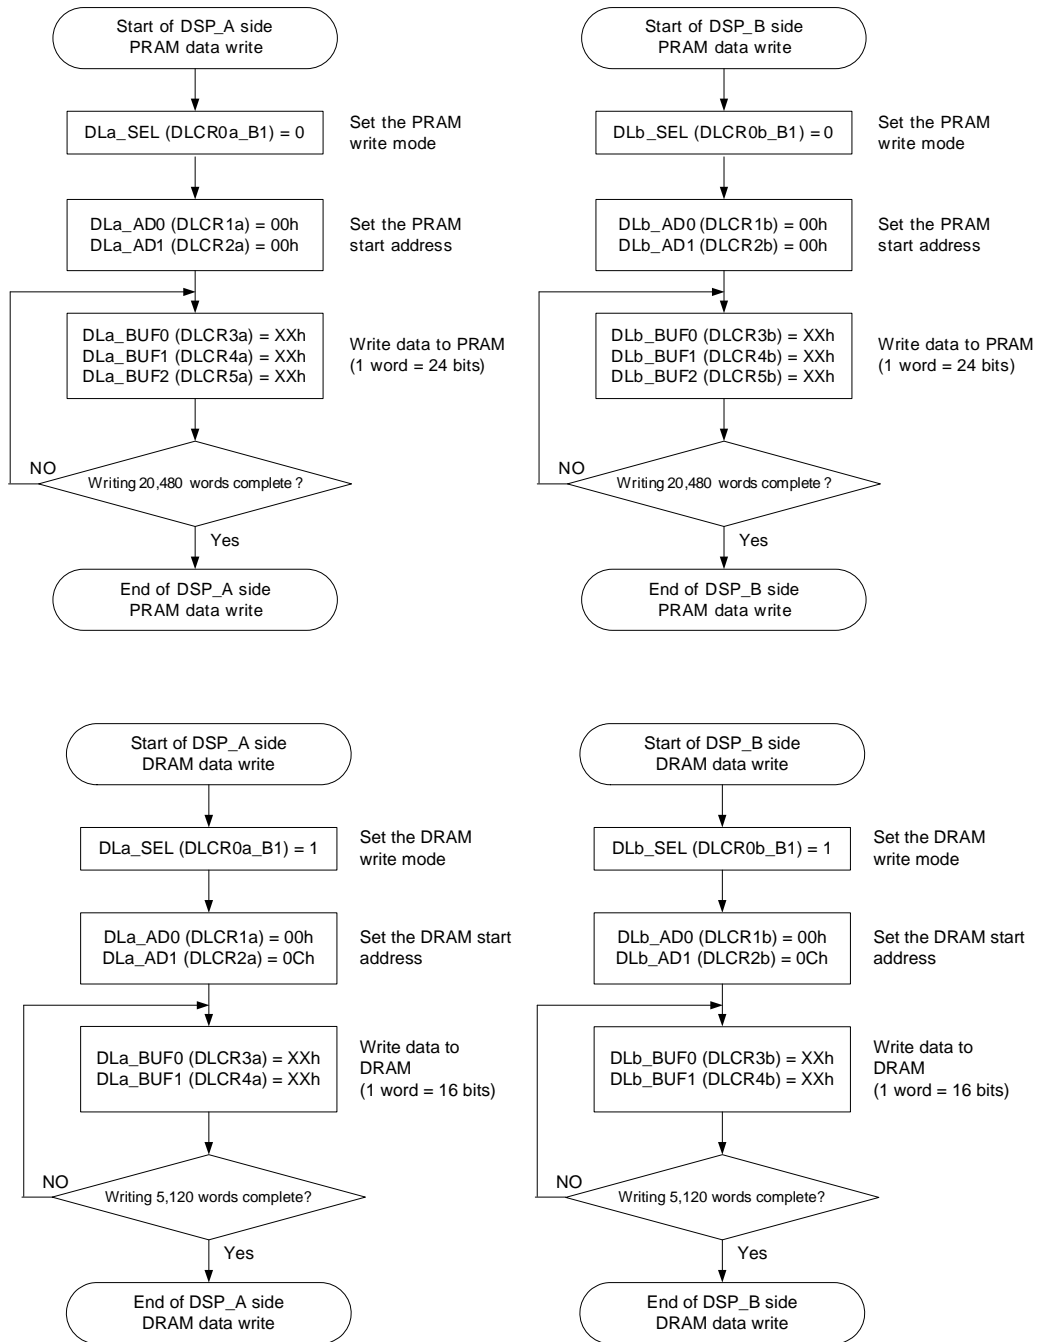 Start of DSP_A side
PRAM data write
DLa_SEL (DLCR0a_B1) = 0
Set the PRAM
write mode
DLa_AD0 (DLCR1a) = 00h
DLa_AD1 (DLCR2a) = 00h
Set the PRAM
start address
DLa_BUF0 (DLCR3a) = XXh
DLa_BUF1 (DLCR4a) = XXh
DLa_BUF2 (DLCR5a) = XXh
Write data to PRAM
(1 word = 24 bits)
NO
Writing 20,480 words complete ?
Yes
End of DSP_A side
PRAM data write
Start of DSP_B side
PRAM data write
DLb_SEL (DLCR0b_B1) = 0
Set the PRAM
write mode
DLb_AD0 (DLCR1b) = 00h
DLb_AD1 (DLCR2b) = 00h
Set the PRAM
start address
DLb_BUF0 (DLCR3b) = XXh
DLb_BUF1 (DLCR4b) = XXh
DLb_BUF2 (DLCR5b) = XXh
Write data to PRAM
(1 word = 24 bits)
NO
Writing 20,480 words complete ?
Yes
End of DSP_B side
PRAM data write
Start of DSP_A side
DRAM data write
DLa_SEL (DLCR0a_B1) = 1
Set the DRAM
write mode
DLa_AD0 (DLCR1a) = 00h
DLa_AD1 (DLCR2a) = 0Ch
Set the DRAM start
address
DLa_BUF0 (DLCR3a) = XXh
DLa_BUF1 (DLCR4a) = XXh
Write data to
DRAM
(1 word = 16 bits)
NO
Writing 5,120 words complete?
Yes
End of DSP_A side
DRAM data write
Start of DSP_B side
DRAM data write
DLb_SEL (DLCR0b_B1) = 1
Set the DRAM
write mode
DLb_AD0 (DLCR1b) = 00h
DLb_AD1 (DLCR2b) = 0Ch
Set the DRAM start
address
DLb_BUF0 (DLCR3b) = XXh
DLb_BUF1 (DLCR4b) = XXh
Write data to
DRAM
(1 word = 16 bits)
NO
Writing 5,120 words complete?
Yes
End of DSP_B side
DRAM data write